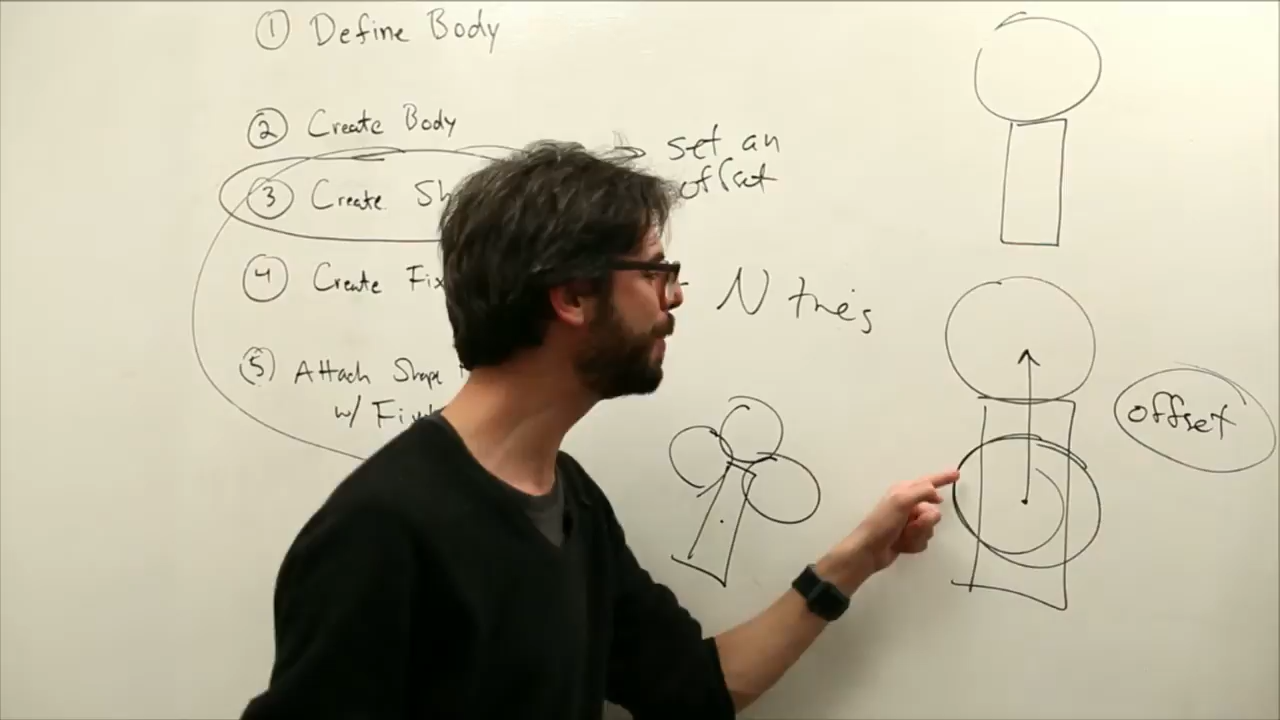 ① Define Body
② Create Body
set an
③ Create Sh
offset
④ Create Fix
N times
⑤ Attach Shape
w/ Fixt
offset